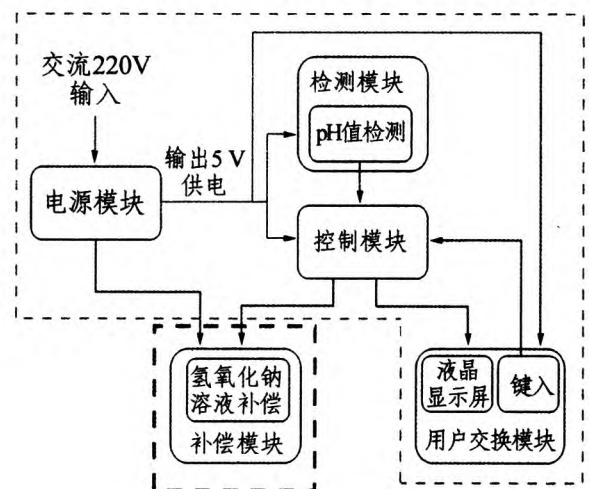 交流220V
输入
检测模块
pH值检测
输出5 V
供电
电源模块
控制模块
氢氧化钠
溶液补偿
补偿模块
液晶
显示屏
键入
用户交换模块